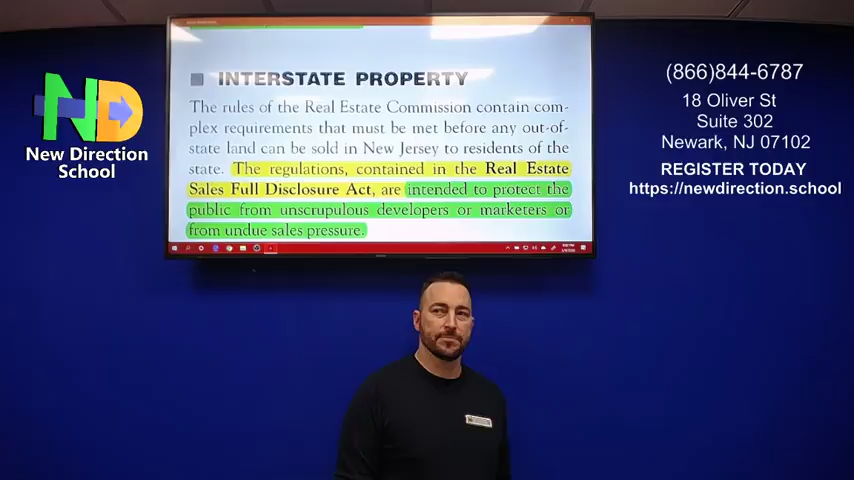 INTERSTATE PROPERTY
The rules of the Real Estate Commission contain com-
plex requirements that must be met before any out-of-
state land can be sold in New Jersey to residents of the
state. The regulations, contained in the Real Estate
Sales Full Disclosure Act, are intended to protect the
public from unscrupulous developers or marketers or
from undue sales pressure.
ND
New Direction
School
(866)844-6787
18 Oliver St
Suite 302
Newark, NJ 07102
REGISTER TODAY
https://newdirection.school